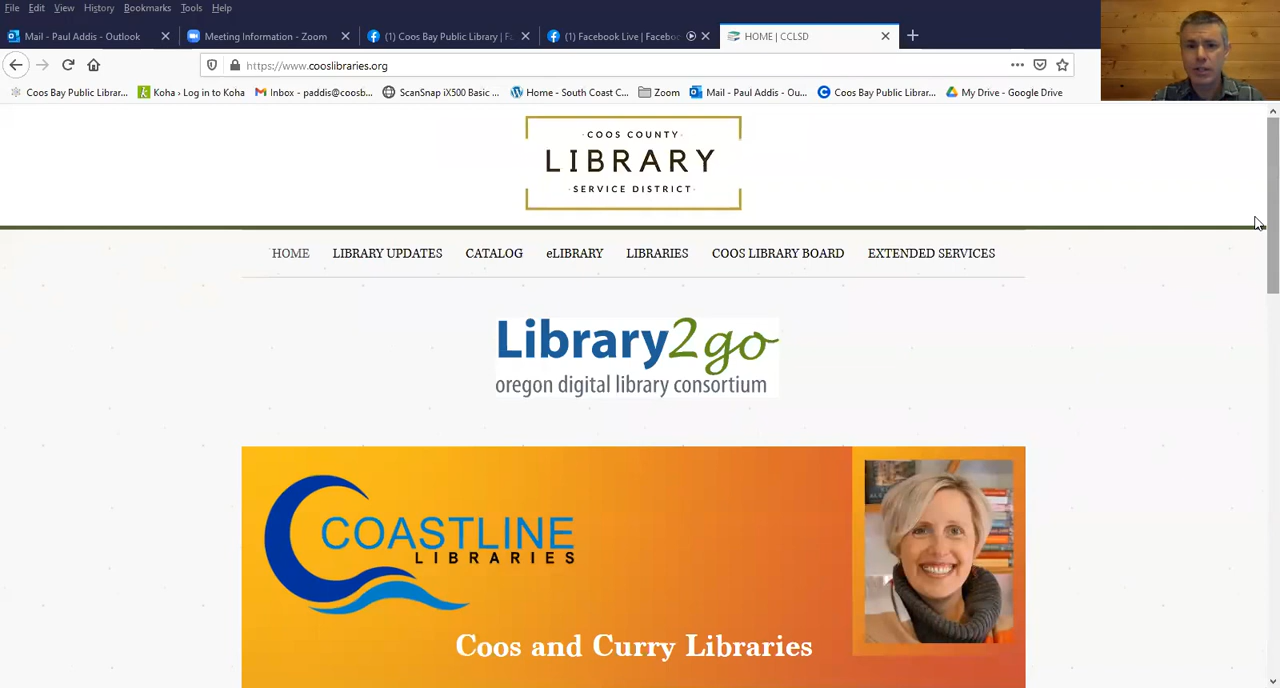 File Edit View History Bookmarks Tools Help
Mail - Paul Addis - Outlook Meeting Information - Zoom (1) Coos Bay Public Library | F (1) Facebook Live | Facebo HOME | CCLSD
https://www.cooslibraries.org
Coos Bay Public Librar... Koha › Log in to Koha Inbox - paddis@coosb... ScanSnap iX500 Basic ... Home - South Coast C... Zoom Mail - Paul Addis - Ou... Coos Bay Public Librar... My Drive - Google Drive
· COOS COUNTY ·
LIBRARY
· SERVICE DISTRICT ·
HOME LIBRARY UPDATES CATALOG eLIBRARY LIBRARIES COOS LIBRARY BOARD EXTENDED SERVICES
Library2go
oregon digital library consortium
COASTLINE
LIBRARIES
Coos and Curry Libraries